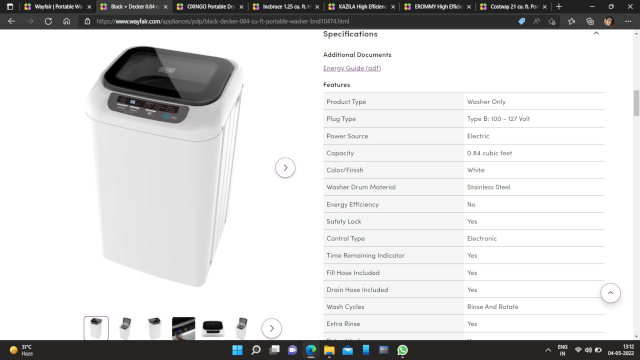 Wayfair | Portable Wa
Black + Decker 0.84 c
OXINGO Portable Dry
Incbruce 1.25 cu. ft. H
KAZILA High Efficienc
EROMMY High Efficie
Costway 21 cu. ft. Por
https://www.wayfair.com/appliances/pdp/black-decker-084-cu-ft-portable-washer-bnd10474.html
Specifications
Additional Documents
Energy Guide (pdf)
Features
Product Type Washer Only
Plug Type Type B: 100 - 127 Volt
Power Source Electric
Capacity 0.84 cubic feet
Color/Finish White
Washer Drum Material Stainless Steel
Energy Efficiency No
Safety Lock Yes
Control Type Electronic
Time Remaining Indicator Yes
Fill Hose Included Yes
Drain Hose Included Yes
Wash Cycles Rinse And Rotate
Extra Rinse Yes
31°C
Haze
ENG
IN
13:12
04-05-2022